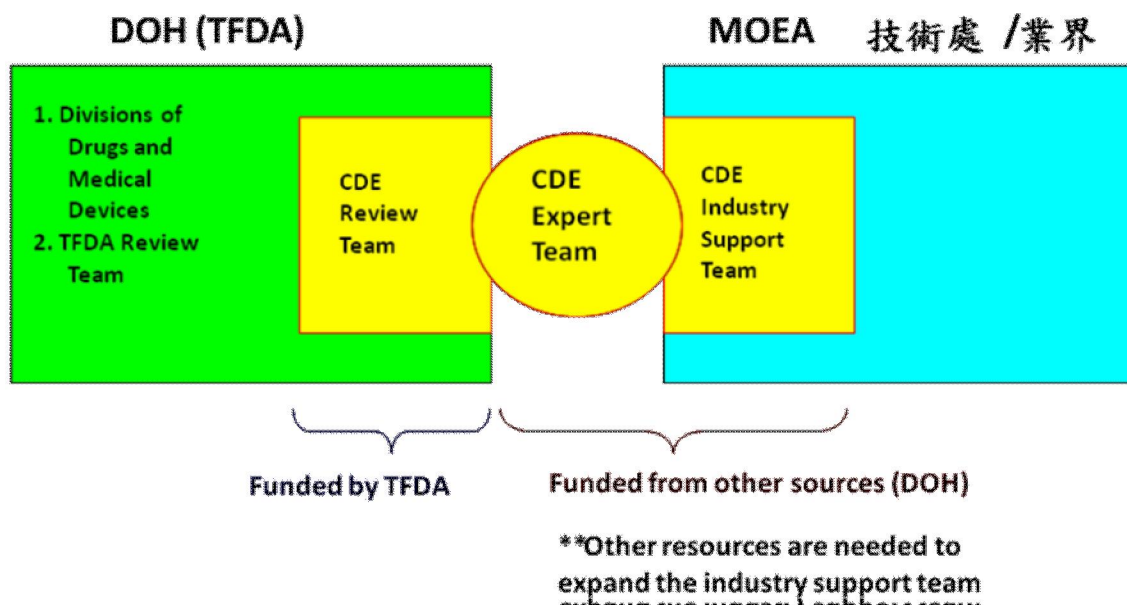 DOH (TFDA)
MOEA 技術處 /業界
1. Divisions of
Drugs and
Medical
Devices
2. TFDA Review
Team
CDE
Review
Team
CDE
Expert
Team
CDE
Industry
Support
Team
Funded by TFDA
Funded from other sources (DOH)
**Other resources are needed to
expand the industry support team